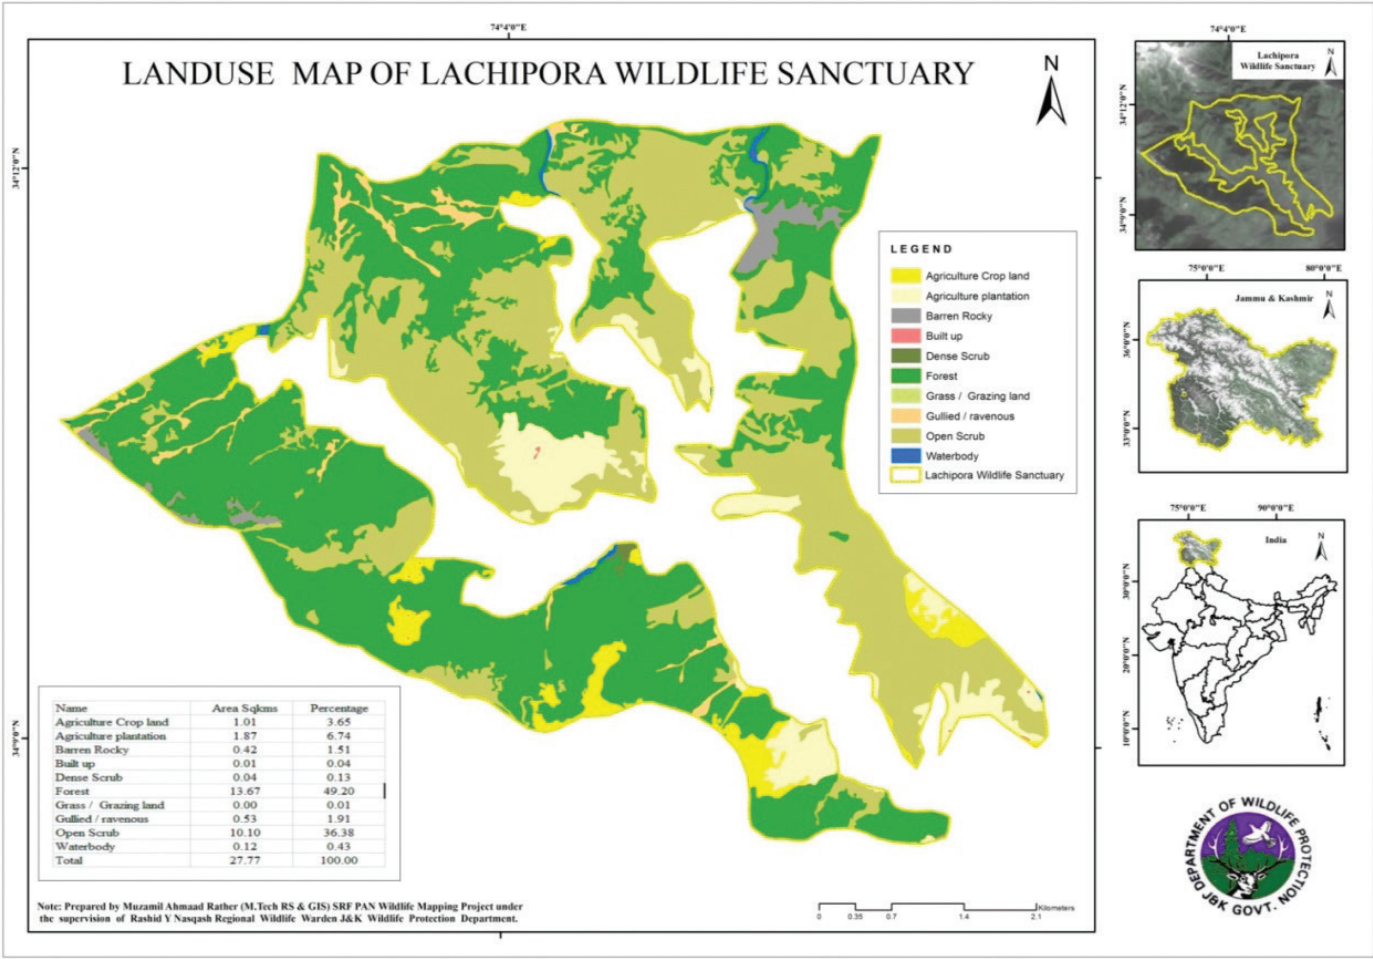 74°4'0"E
LANDUSE MAP OF LACHIPORA WILDLIFE SANCTUARY
N
34°12'0"N
34°9'0"N
LEGEND
Agriculture Crop land
Agriculture plantation
Barren Rocky
Built up
Dense Scrub
Forest
Grass / Grazing land
Gullied / ravenous
Open Scrub
Waterbody
Lachipora Wildlife Sanctuary
Name Area Sqkms Percentage
Agriculture Crop land 1.01 3.65
Agriculture plantation 1.87 6.74
Barren Rocky 0.42 1.51
Built up 0.01 0.04
Dense Scrub 0.04 0.13
Forest 13.67 49.20
Grass / Grazing land 0.00 0.01
Gullied / ravenous 0.53 1.91
Open Scrub 10.10 36.38
Waterbody 0.12 0.43
Total 27.77 100.00
Note: Prepared by Muzamil Ahmaad Rather (M.Tech RS & GIS) SRF PAN Wildlife Mapping Project under
the supervision of Rashid Y Nasqash Regional Wildlife Warden J&K Wildlife Protection Department.
0 0.35 0.7 1.4 2.1 Kilometers
74°4'0"E
Lachipora
Wildlife Sanctuary
N
34°12'0"N
34°9'0"N
75°0'0"E 80°0'0"E
Jammu & Kashmir
N
36°0'0"N
33°0'0"N
75°0'0"E 90°0'0"E
India
N
30°0'0"N
20°0'0"N
10°0'0"N
DEPARTMENT OF WILDLIFE PROTECTION
J&K GOVT.